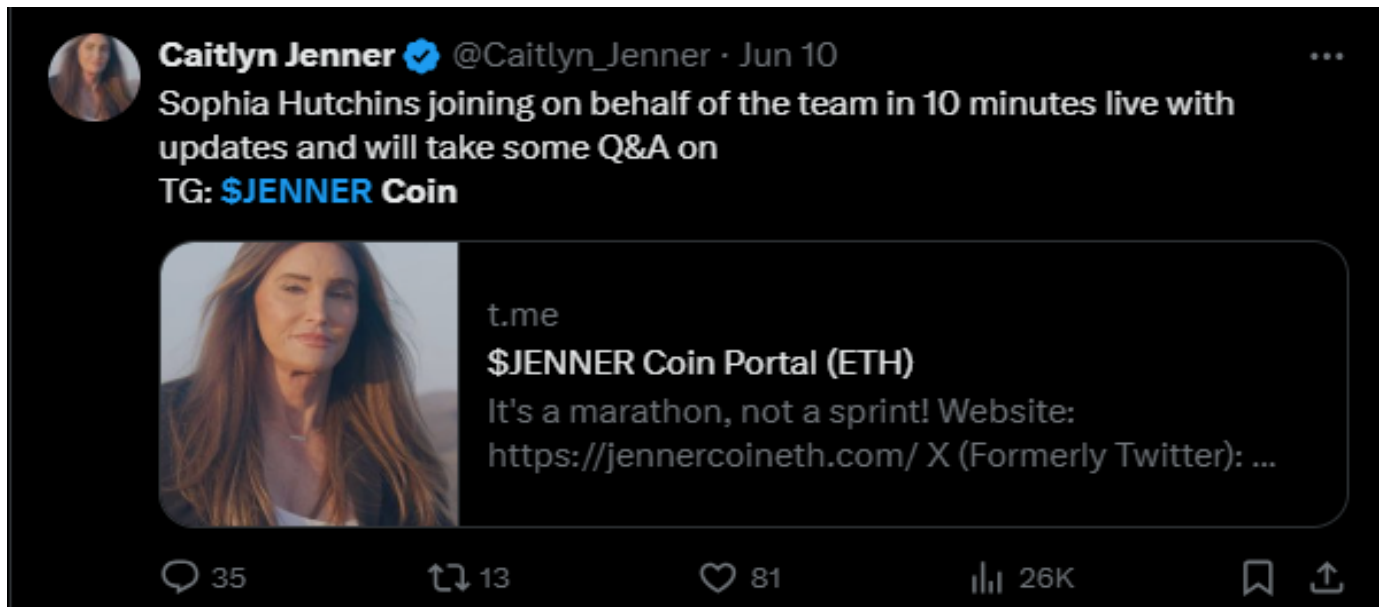 Caitlyn Jenner @Caitlyn_Jenner · Jun 10
Sophia Hutchins joining on behalf of the team in 10 minutes live with
updates and will take some Q&A on
TG: $JENNER Coin
t.me
$JENNER Coin Portal (ETH)
It's a marathon, not a sprint! Website:
https://jennercoineth.com/ X (Formerly Twitter): ...
35 13 81 26K